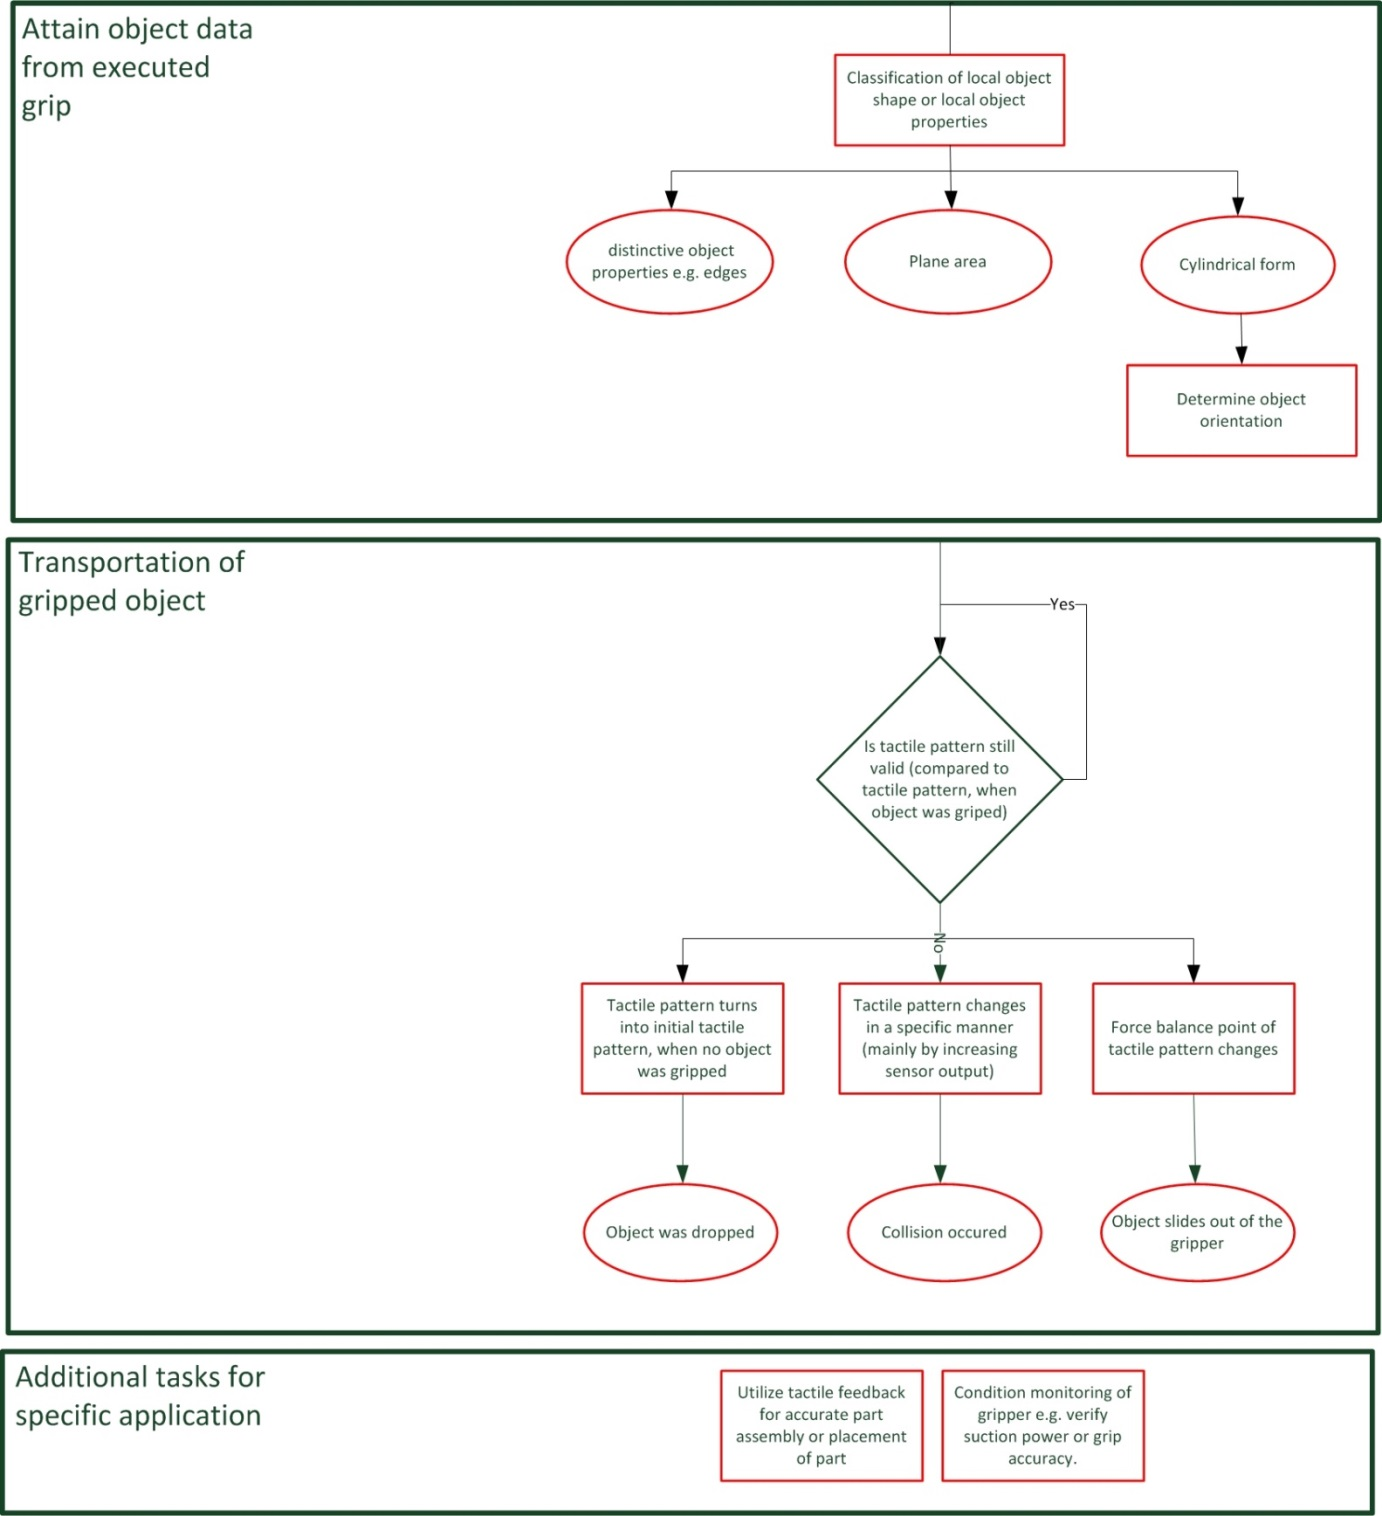 Attain object data
from executed
grip
Classification of local object
shape or local object
properties
distinctive object
properties e.g. edges
Plane area
Cylindrical form
Determine object
orientation
Transportation of
gripped object
Yes
Is tactile pattern still
valid (compared to
tactile pattern, when
object was griped)
No
Tactile pattern turns
into initial tactile
pattern, when no object
was gripped
Tactile pattern changes
in a specific manner
(mainly by increasing
sensor output)
Force balance point of
tactile pattern changes
Object was dropped
Collision occured
Object slides out of the
gripper
Additional tasks for
specific application
Utilize tactile feedback
for accurate part
assembly or placement
of part
Condition monitoring of
gripper e.g. verify
suction power or grip
accuracy.